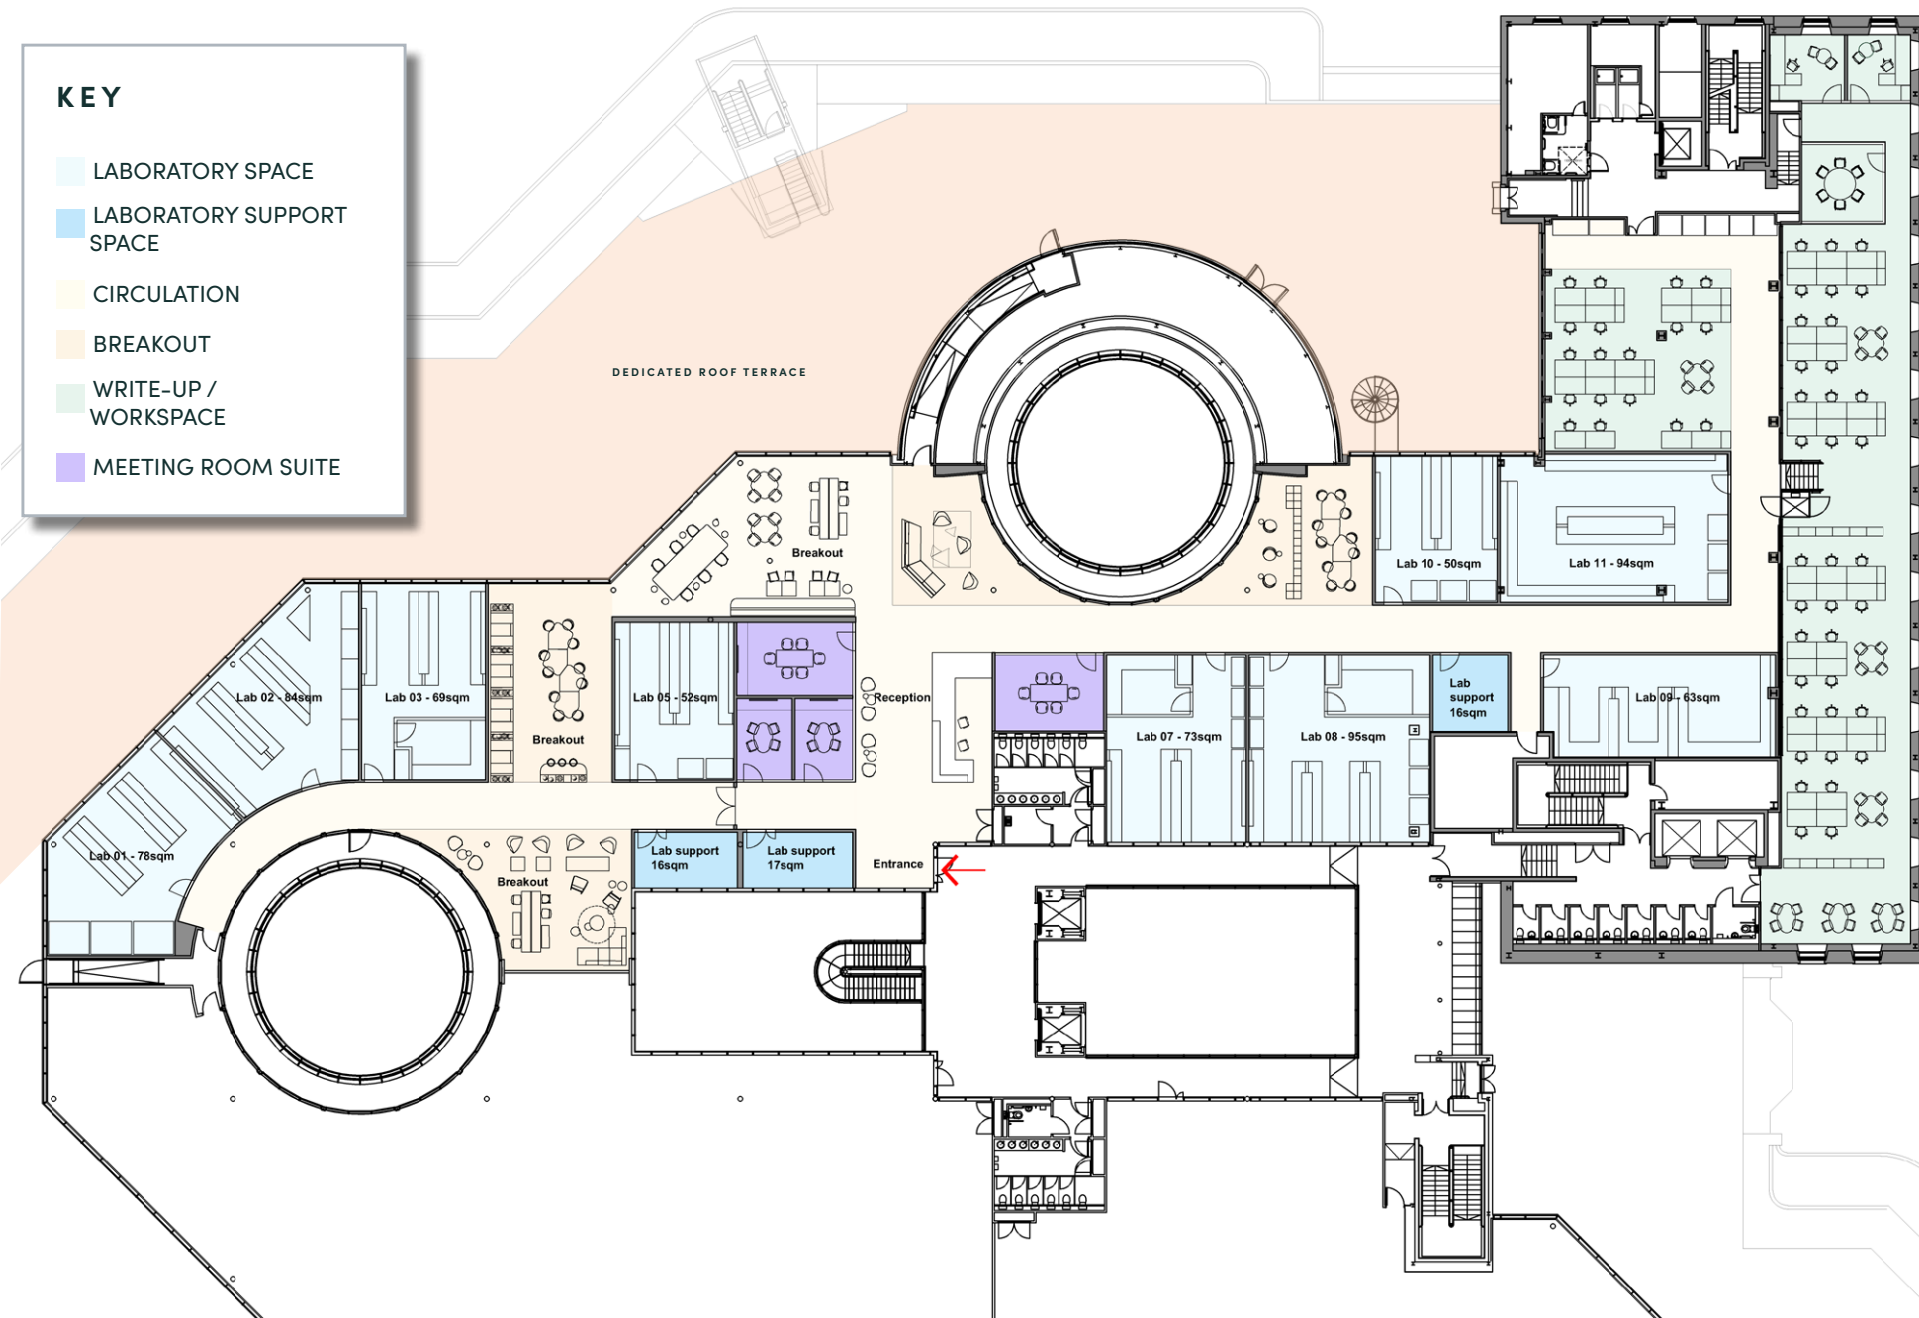 KEY
LABORATORY SPACE
LABORATORY SUPPORT
SPACE
CIRCULATION
BREAKOUT
WRITE-UP /
WORKSPACE
MEETING ROOM SUITE
DEDICATED ROOF TERRACE
Breakout
Lab 10 - 50sqm
Lab 11 - 94sqm
Lab 02 - 84sqm
Lab 03 - 69sqm
Breakout
Lab 05 - 52sqm
Reception
Lab 07 - 73sqm
Lab 08 - 95sqm
Lab
support
16sqm
Lab 09 - 63sqm
Lab 01 - 78sqm
Breakout
Lab support
16sqm
Lab support
17sqm
Entrance